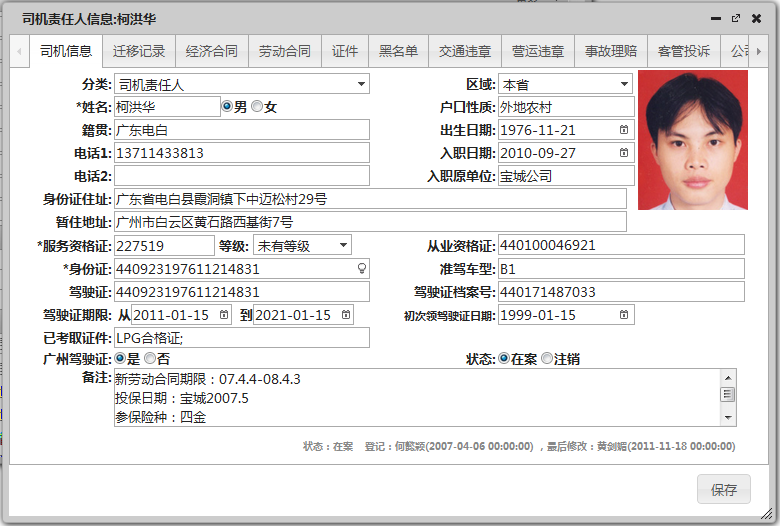 司机责任人信息:柯洪华
司机信息 迁移记录 经济合同 劳动合同 证件 黑名单 交通违章 营运违章 事故理赔 客管投诉
分类: 司机责任人 区域: 本省
*姓名: 柯洪华 男 女 户口性质: 外地农村
籍贯: 广东电白 出生日期: 1976-11-21
电话1: 13711433813 入职日期: 2010-09-27
电话2: 入职原单位: 宝城公司
身份证住址: 广东省电白县霞洞镇下中迈松村29号
暂住地址: 广州市白云区黄石路西基街7号
*服务资格证: 227519 等级: 未有等级 从业资格证: 440100046921
*身份证: 440923197611214831 准驾车型: B1
驾驶证: 440923197611214831 驾驶证档案号: 440171487033
驾驶证期限: 从 2011-01-15 到 2021-01-15 初次领驾驶证日期: 1999-01-15
已考取证件: LPG合格证;
广州驾驶证: 是 否 状态: 在案 注销
备注: 新劳动合同期限：07.4.4-08.4.3
投保日期：宝城2007.5
参保险种：四金
状态：在案 登记：何懿颖(2007-04-06 00:00:00) ，最后修改：黄剑媚(2011-11-18 00:00:00)
保存